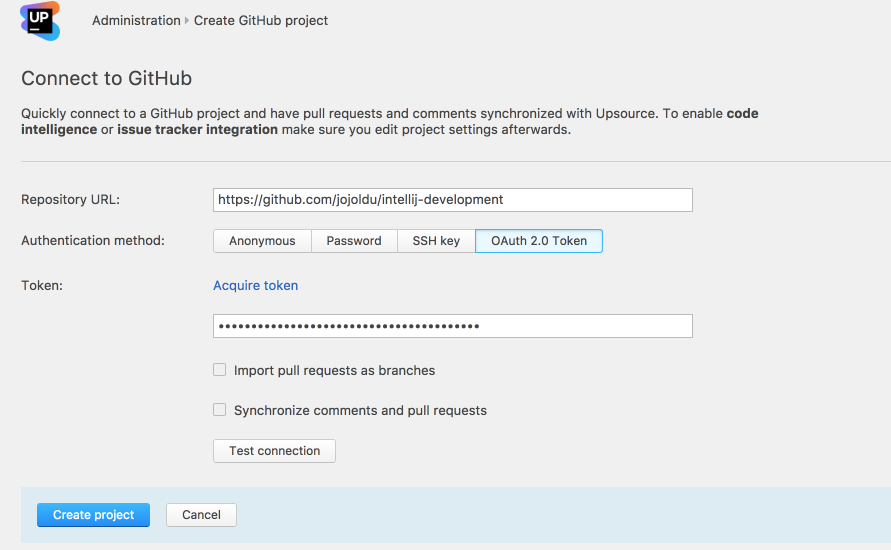 UP
Administration › Create GitHub project
Connect to GitHub
Quickly connect to a GitHub project and have pull requests and comments synchronized with Upsource. To enable code
intelligence or issue tracker integration make sure you edit project settings afterwards.
Repository URL: https://github.com/jojoldu/intellij-development
Authentication method: Anonymous Password SSH key OAuth 2.0 Token
Token: Acquire token
••••••••••••••••••••••••••••••••••••••••
Import pull requests as branches
Synchronize comments and pull requests
Test connection
Create project Cancel